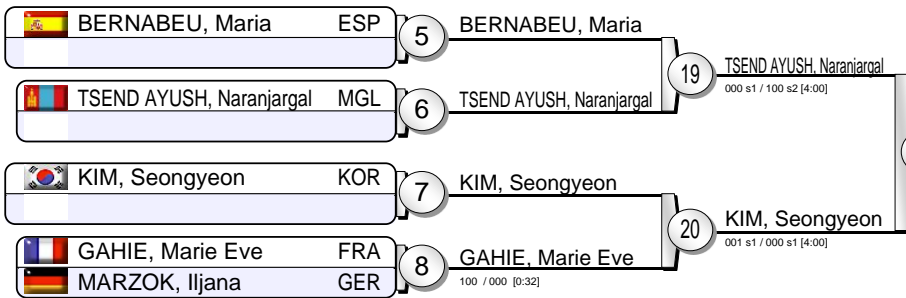 BERNABEU, Maria ESP
5
BERNABEU, Maria
TSEND AYUSH, Naranjargal MGL
6
TSEND AYUSH, Naranjargal
19
TSEND AYUSH, Naranjargal
000 s1 / 100 s2 [4:00]
KIM, Seongyeon KOR
7
KIM, Seongyeon
GAHIE, Marie Eve FRA
MARZOK, Iljana GER
8
GAHIE, Marie Eve
100 / 000 [0:32]
20
KIM, Seongyeon
001 s1 / 000 s1 [4:00]